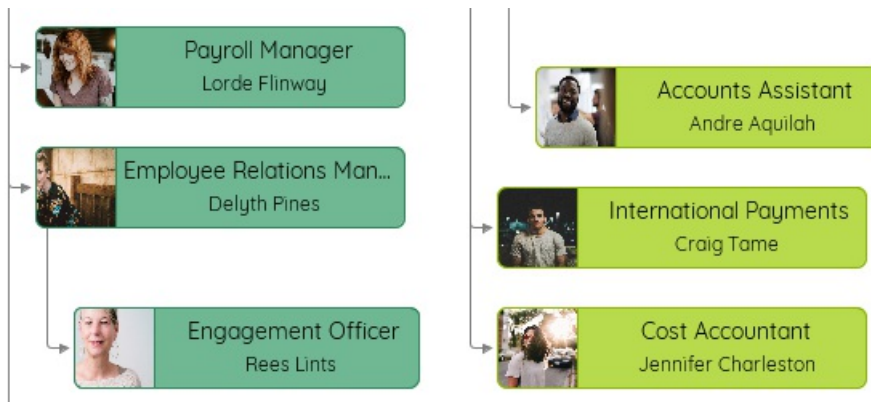 Payroll Manager
Lorde Flinway
Employee Relations Man...
Delyth Pines
Engagement Officer
Rees Lints
Accounts Assistant
Andre Aquilah
International Payments
Craig Tame
Cost Accountant
Jennifer Charleston